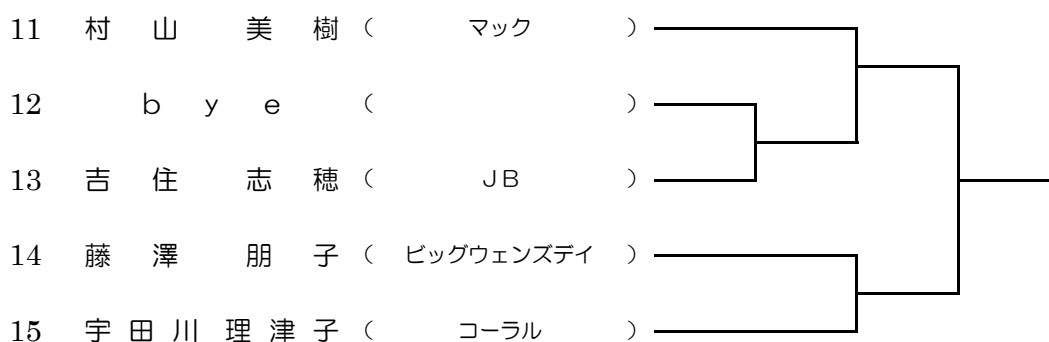 11 村山 美樹 ( マック )
12 ｂｙｅ ( )
13 吉住 志穂 ( ＪＢ )
14 藤澤 朋子 ( ビッグウェンズデイ )
15 宇田川 理津子 ( コーラル )